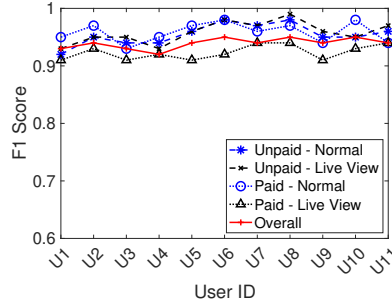 1
0.9
0.8
0.7
0.6
F1 Score
Unpaid - Normal
Unpaid - Live View
Paid - Normal
Paid - Live View
Overall
U1 U2 U3 U4 U5 U6 U7 U8 U9 U10 U11
User ID